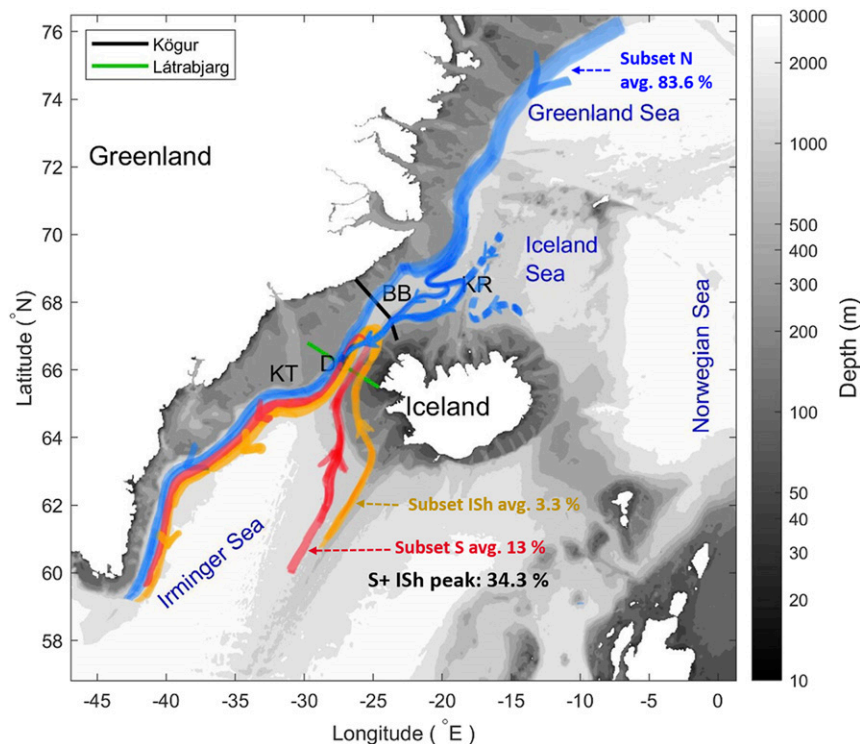 Kögur
Látrabjarg
Subset N
avg. 83.6 %
Greenland Sea
Greenland
Iceland
Sea
BB
KR
Norwegian Sea
D
KT
Iceland
Subset ISh avg. 3.3 %
Subset S avg. 13 %
S+ ISh peak: 34.3 %
Irminger Sea
76
74
72
70
68
66
64
62
60
58
Latitude (°N)
-45
-40
-35
-30
-25
-20
-15
-10
-5
0
Longitude (°E)
3000
2000
1000
500
400
300
200
100
50
40
30
20
10
Depth (m)